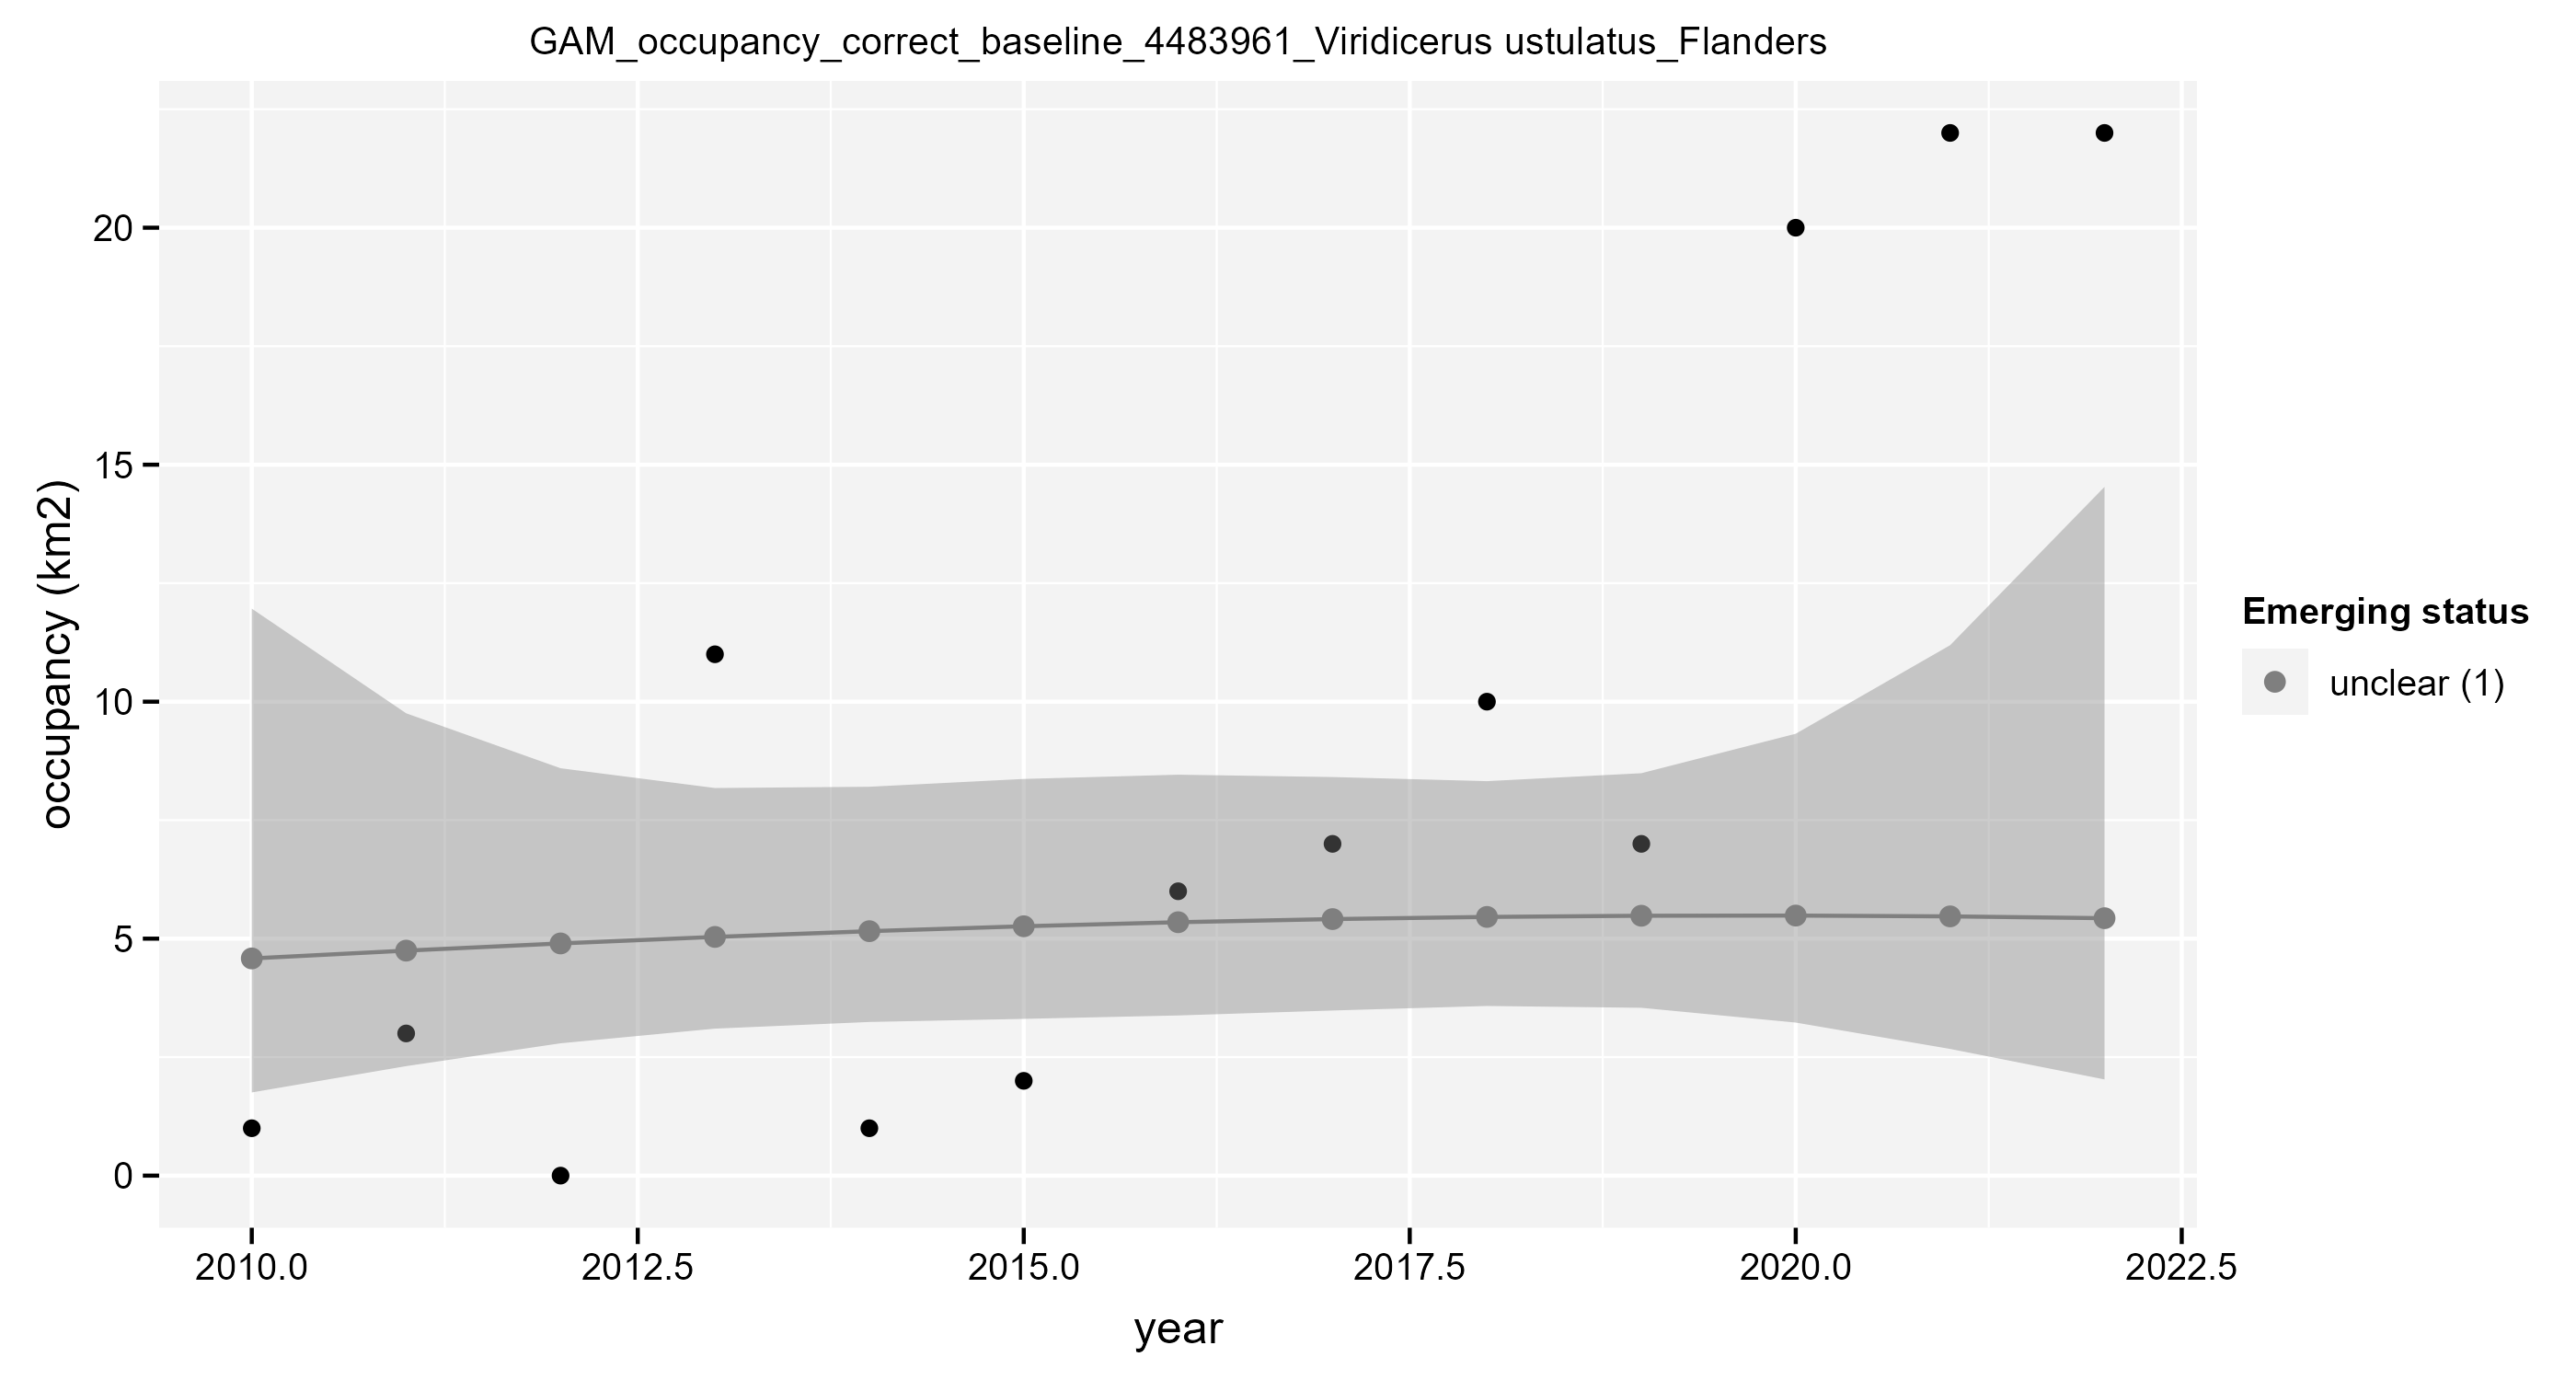 GAM_occupancy_correct_baseline_4483961_Viridicerus ustulatus_Flanders
occupancy (km2)
20
15
10
5
0
2010.0 2012.5 2015.0 2017.5 2020.0 2022.5
year
Emerging status
unclear (1)